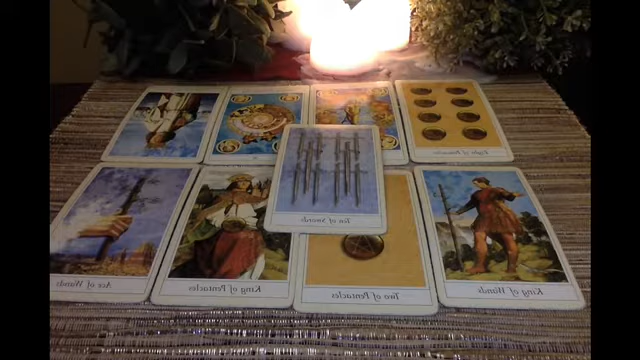 Eight of Pentacles
Ten of Swords
Ace of Wands
King of Pentacles
Two of Pentacles
King of Wands